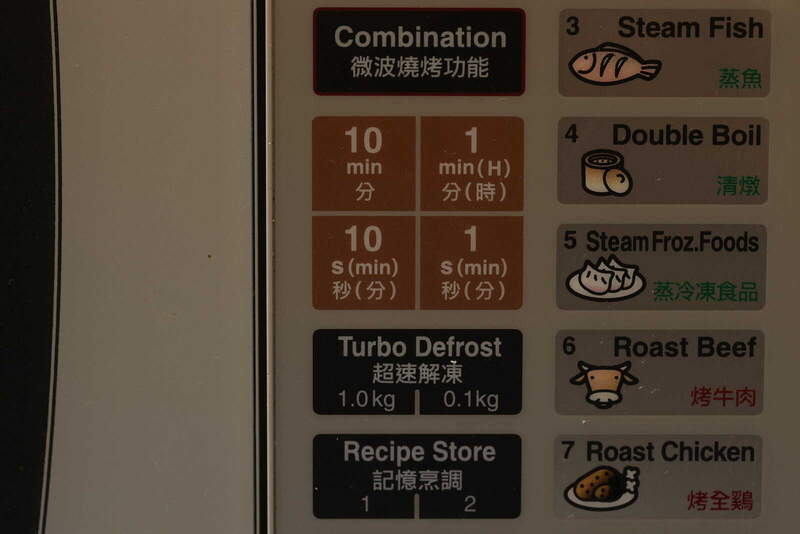 Combination
微波燒烤功能
10
min
分
1
min(H)
分(時)
10
s(min)
秒(分)
1
s(min)
秒(分)
Turbo Defrost
超速解凍
1.0kg 0.1kg
Recipe Store
記憶烹調
1 2
3 Steam Fish
蒸魚
4 Double Boil
清燉
5 Steam Froz.Foods
蒸冷凍食品
6 Roast Beef
烤牛肉
7 Roast Chicken
烤全鷄